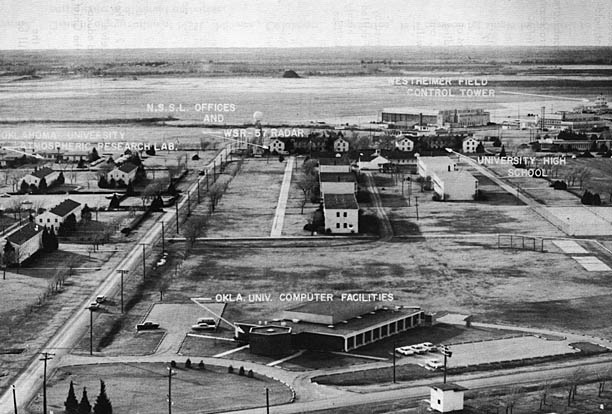 WESTHEIMER FIELD
CONTROL TOWER
N.S.S.L. OFFICES
AND
WSR-57 RADAR
OKLAHOMA UNIVERSITY
ATMOSPHERIC RESEARCH LAB.
UNIVERSITY HIGH
SCHOOL
OKLA. UNIV. COMPUTER FACILITIES